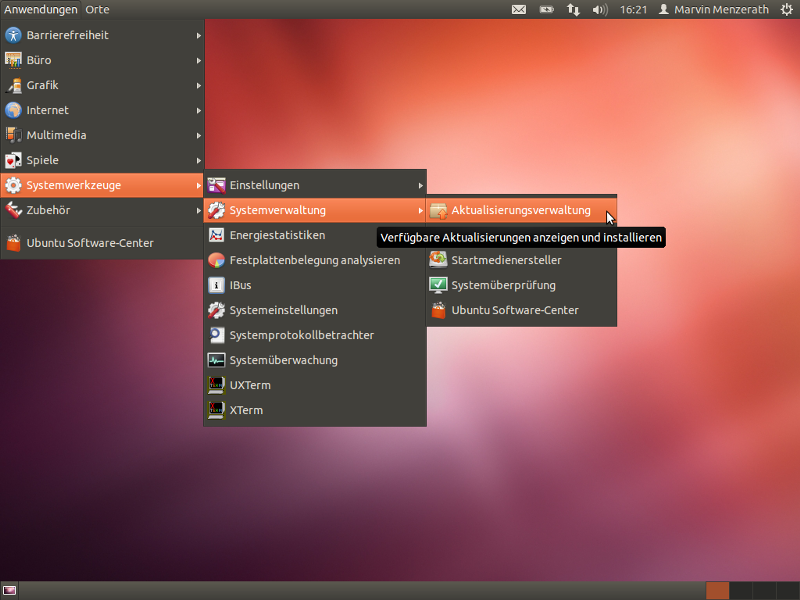 Anwendungen Orte
16:21 Marvin Menzerath
Barrierefreiheit
Büro
Grafik
Internet
Multimedia
Spiele
Systemwerkzeuge
Zubehör
Ubuntu Software-Center
Einstellungen
Systemverwaltung
Energiestatistiken
Festplattenbelegung analysieren
IBus
Systemeinstellungen
Systemprotokollbetrachter
Systemüberwachung
UXTerm
XTerm
Aktualisierungsverwaltung
Verfügbare Aktualisierungen anzeigen und installieren
Startmedienersteller
Systemüberprüfung
Ubuntu Software-Center